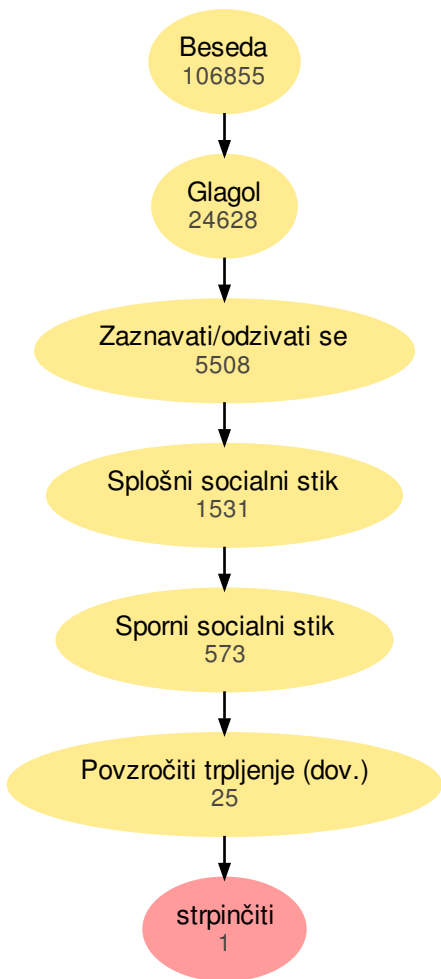 Beseda
106855
Glagol
24628
Zaznavati/odzivati se
5508
Splošni socialni stik
1531
Sporni socialni stik
573
Povzročiti trpljenje (dov.)
25
strpinčiti
1